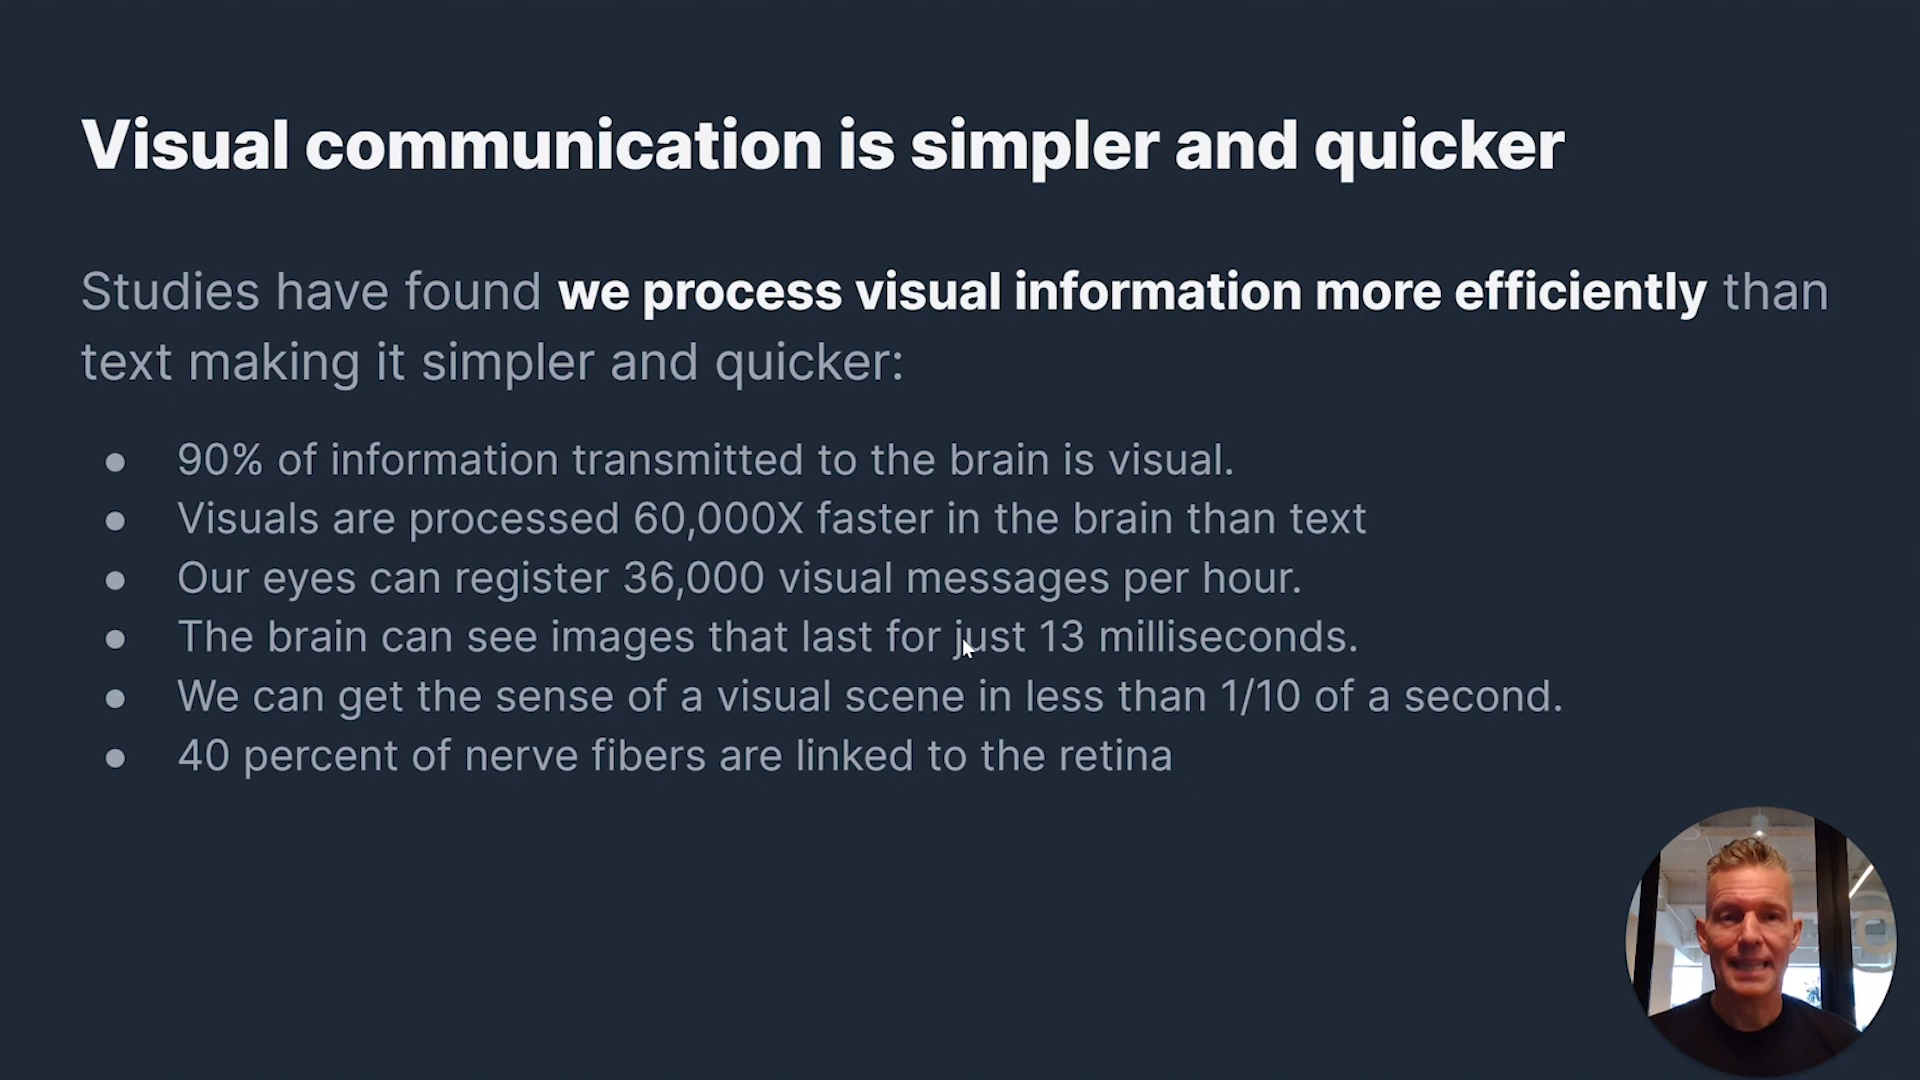 Visual communication is simpler and quicker
Studies have found we process visual information more efficiently than
text making it simpler and quicker:
● 90% of information transmitted to the brain is visual.
● Visuals are processed 60,000X faster in the brain than text
● Our eyes can register 36,000 visual messages per hour.
● The brain can see images that last for just 13 milliseconds.
● We can get the sense of a visual scene in less than 1/10 of a second.
● 40 percent of nerve fibers are linked to the retina